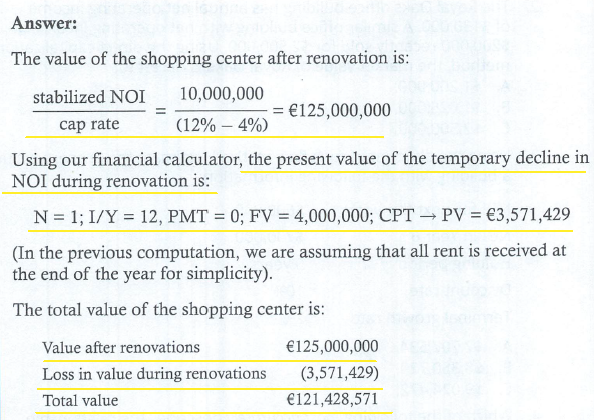 Answer:
The value of the shopping center after renovation is:
stabilized NOI / cap rate = 10,000,000 / (12% – 4%) = €125,000,000
Using our financial calculator, the present value of the temporary decline in
NOI during renovation is:
N = 1; I/Y = 12, PMT = 0; FV = 4,000,000; CPT → PV = €3,571,429
(In the previous computation, we are assuming that all rent is received at
the end of the year for simplicity).
The total value of the shopping center is:
Value after renovations €125,000,000
Loss in value during renovations (3,571,429)
Total value €121,428,571